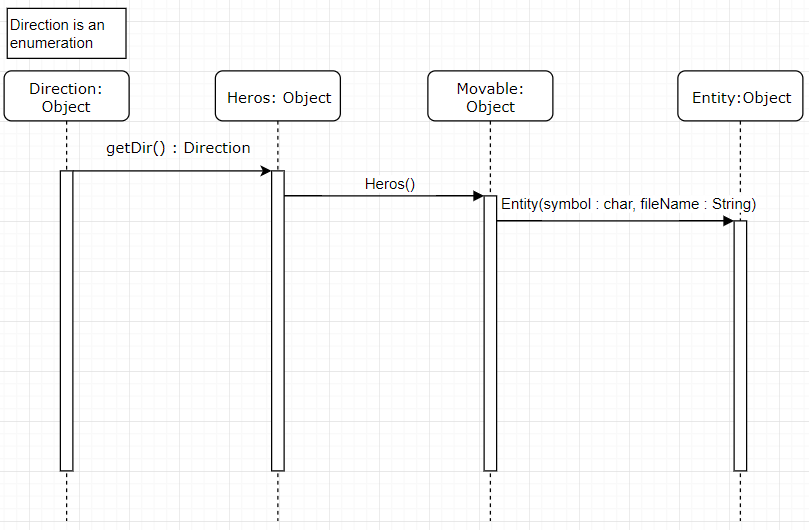 Direction is an
enumeration
Direction:
Object
Heros: Object
Movable:
Object
Entity:Object
getDir() : Direction
Heros()
Entity(symbol : char, fileName : String)